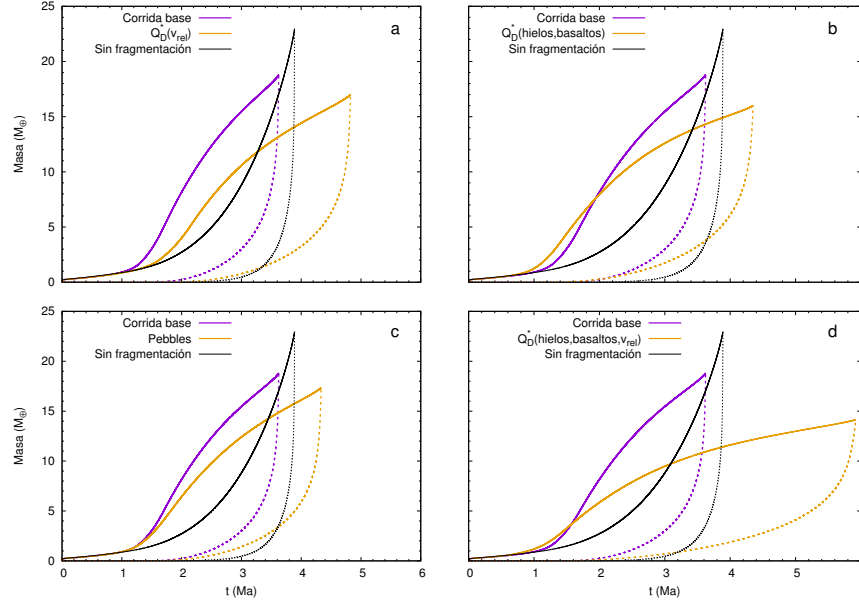 Corrida base
Q*D(vrel)
Sin fragmentación
a
25
20
15
10
5
0
Masa (M⊕)
Corrida base
Q*D(hielos,basaltos)
Sin fragmentación
b
Corrida base
Pebbles
Sin fragmentación
c
25
20
15
10
5
0
Masa (M⊕)
0 1 2 3 4 5 6
t (Ma)
Corrida base
Q*D(hielos,basaltos,vrel)
Sin fragmentación
d
0 1 2 3 4 5
t (Ma)